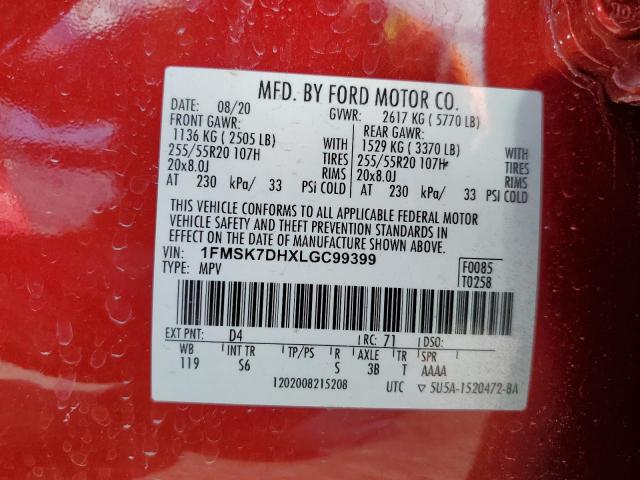 MFD. BY FORD MOTOR CO.
DATE: 08/20 GVWR: 2617 KG ( 5770 LB)
FRONT GAWR: REAR GAWR:
1136 KG ( 2505 LB) WITH 1529 KG ( 3370 LB) WITH
255/55R20 107H TIRES 255/55R20 107H TIRES
20x8.0J RIMS 20x8.0J RIMS
AT 230 kPa/ 33 PSi COLD AT 230 kPa/ 33 PSi COLD
THIS VEHICLE CONFORMS TO ALL APPLICABLE FEDERAL MOTOR
VEHICLE SAFETY AND THEFT PREVENTION STANDARDS IN
EFFECT ON THE DATE OF MANUFACTURE SHOWN ABOVE.
VIN: 1FMSK7DHXLGC99399 F0085
TYPE: MPV T0258
EXT PNT: D4 RC: 71 DSO:
WB INT TR TP/PS R AXLE TR SPR
119 S6 S 3B T AAAA
1202008215208 UTC ▽ 5U5A-1520472-BA